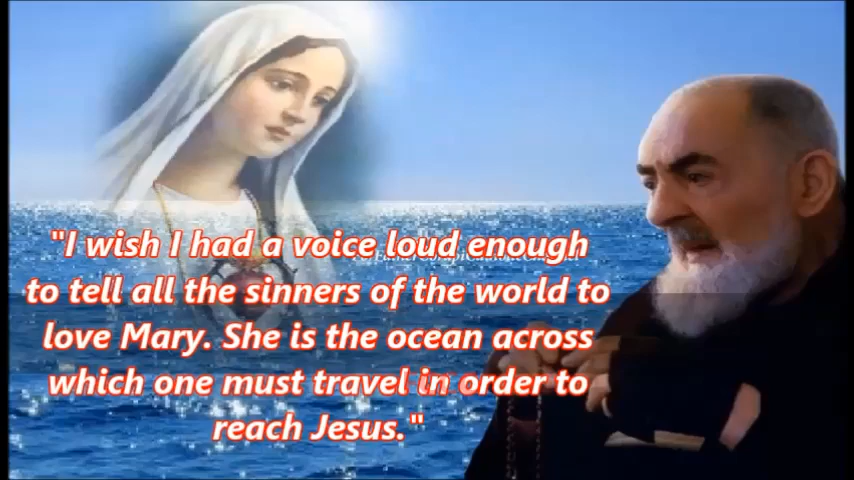 "I wish I had a voice loud enough
to tell all the sinners of the world to
love Mary. She is the ocean across
which one must travel in order to
reach Jesus."